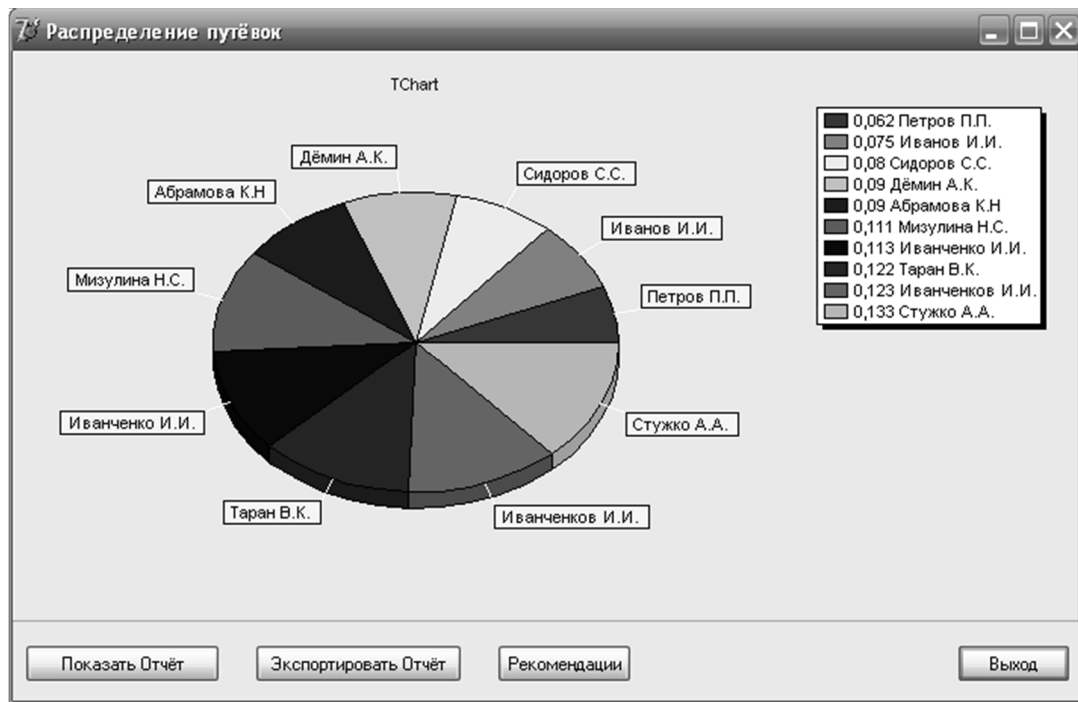 Распределение путёвок
TChart
0,062 Петров П.П.
0,075 Иванов И.И.
0,08 Сидоров С.С.
0,09 Дёмин А.К.
0,09 Абрамова К.Н
0,111 Мизулина Н.С.
0,113 Иванченко И.И.
0,122 Таран В.К.
0,123 Иванченков И.И.
0,133 Стужко А.А.
Дёмин А.К.
Сидоров С.С.
Абрамова К.Н
Иванов И.И.
Мизулина Н.С.
Петров П.П.
Иванченко И.И.
Стужко А.А.
Таран В.К.
Иванченков И.И.
Показать Отчёт
Экспортировать Отчёт
Рекомендации
Выход